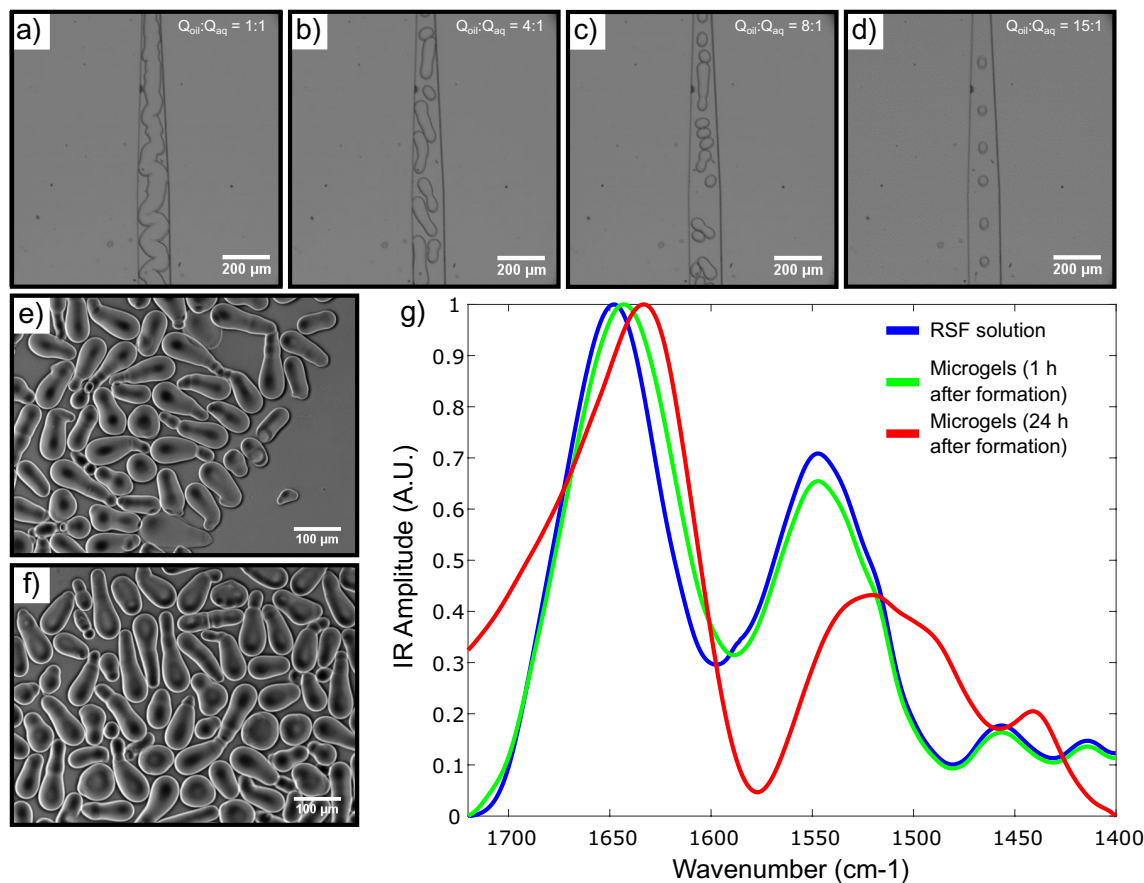 a)
Qoil:Qaq = 1:1
200 µm
b)
Qoil:Qaq = 4:1
200 µm
c)
Qoil:Qaq = 8:1
200 µm
d)
Qoil:Qaq = 15:1
200 µm
e)
100 µm
f)
100 µm
g)
RSF solution
Microgels (1 h
after formation)
Microgels (24 h
after formation)
IR Amplitude (A.U.)
1
0.9
0.8
0.7
0.6
0.5
0.4
0.3
0.2
0.1
0
1700
1650
1600
1550
1500
1450
1400
Wavenumber (cm-1)